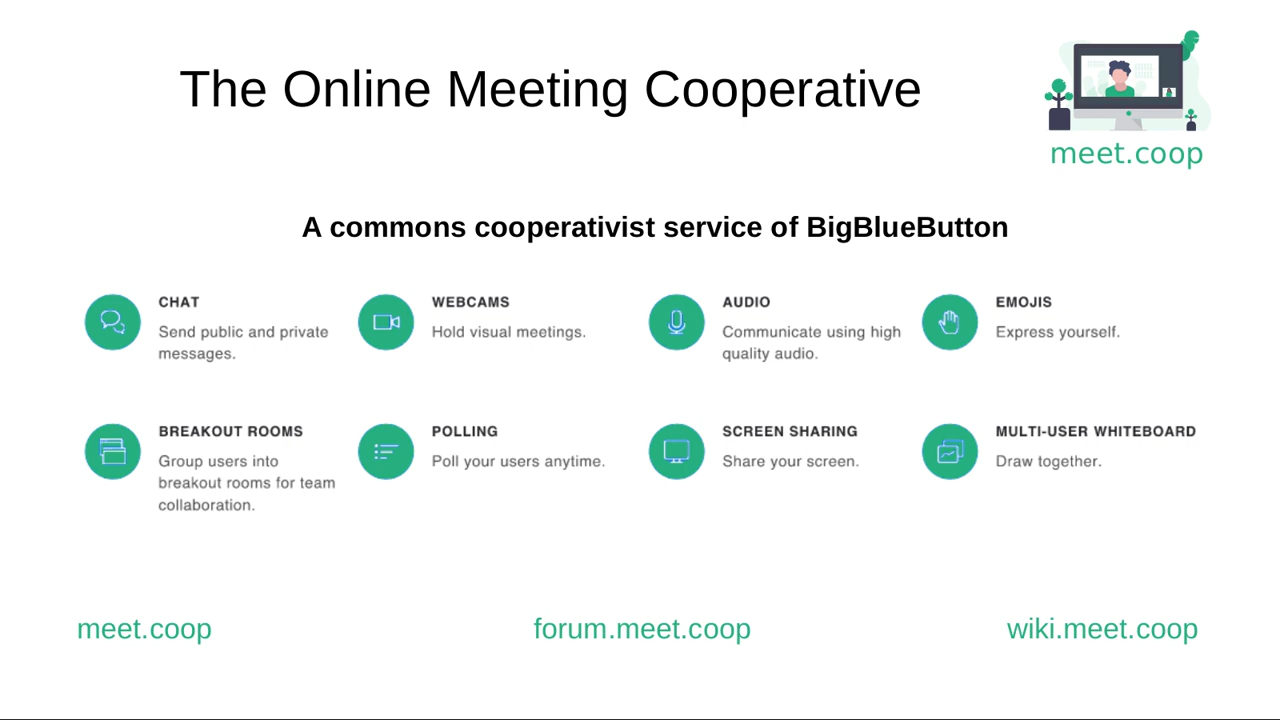 The Online Meeting Cooperative
meet.coop
A commons cooperativist service of BigBlueButton
CHAT
Send public and private
messages.
WEBCAMS
Hold visual meetings.
AUDIO
Communicate using high
quality audio.
EMOJIS
Express yourself.
BREAKOUT ROOMS
Group users into
breakout rooms for team
collaboration.
POLLING
Poll your users anytime.
SCREEN SHARING
Share your screen.
MULTI-USER WHITEBOARD
Draw together.
meet.coop
forum.meet.coop
wiki.meet.coop